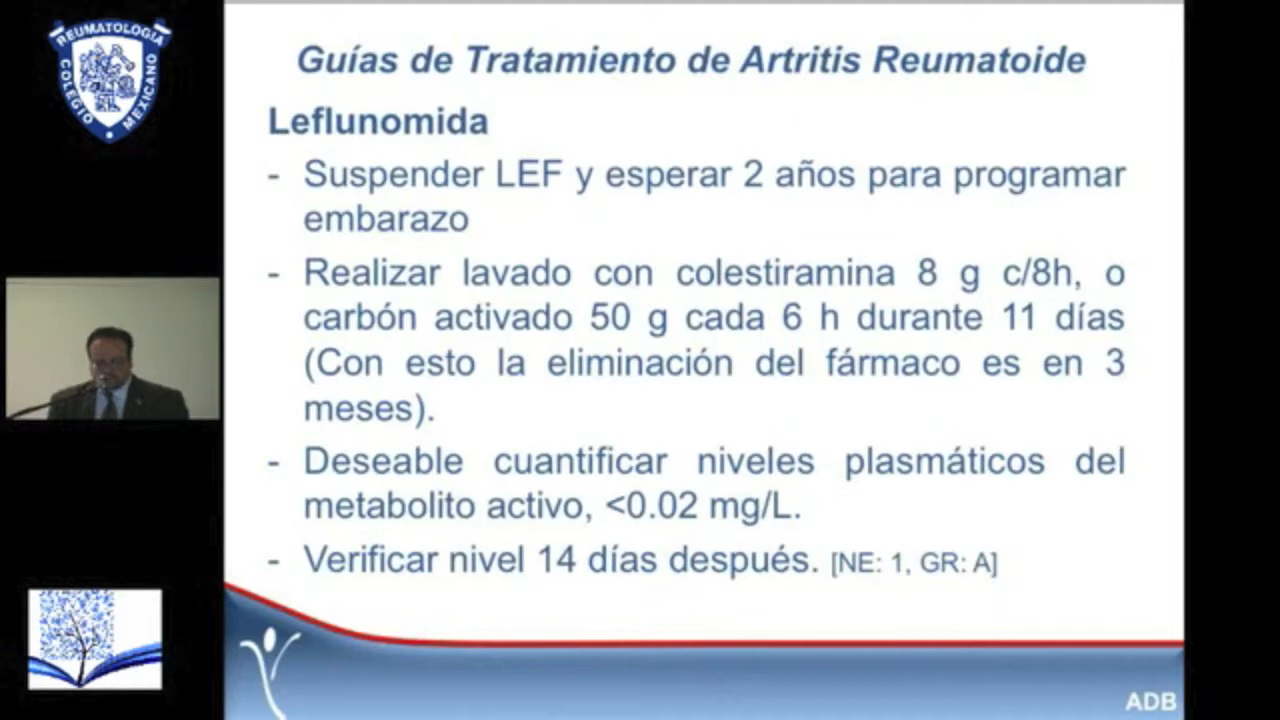 REUMATOLOGIA
COLEGIO
MEXICANO
Guías de Tratamiento de Artritis Reumatoide
Leflunomida
- Suspender LEF y esperar 2 años para programar
embarazo
- Realizar lavado con colestiramina 8 g c/8h, o
carbón activado 50 g cada 6 h durante 11 días
(Con esto la eliminación del fármaco es en 3
meses).
- Deseable cuantificar niveles plasmáticos del
metabolito activo, <0.02 mg/L.
- Verificar nivel 14 días después. [NE: 1, GR: A]
ADB